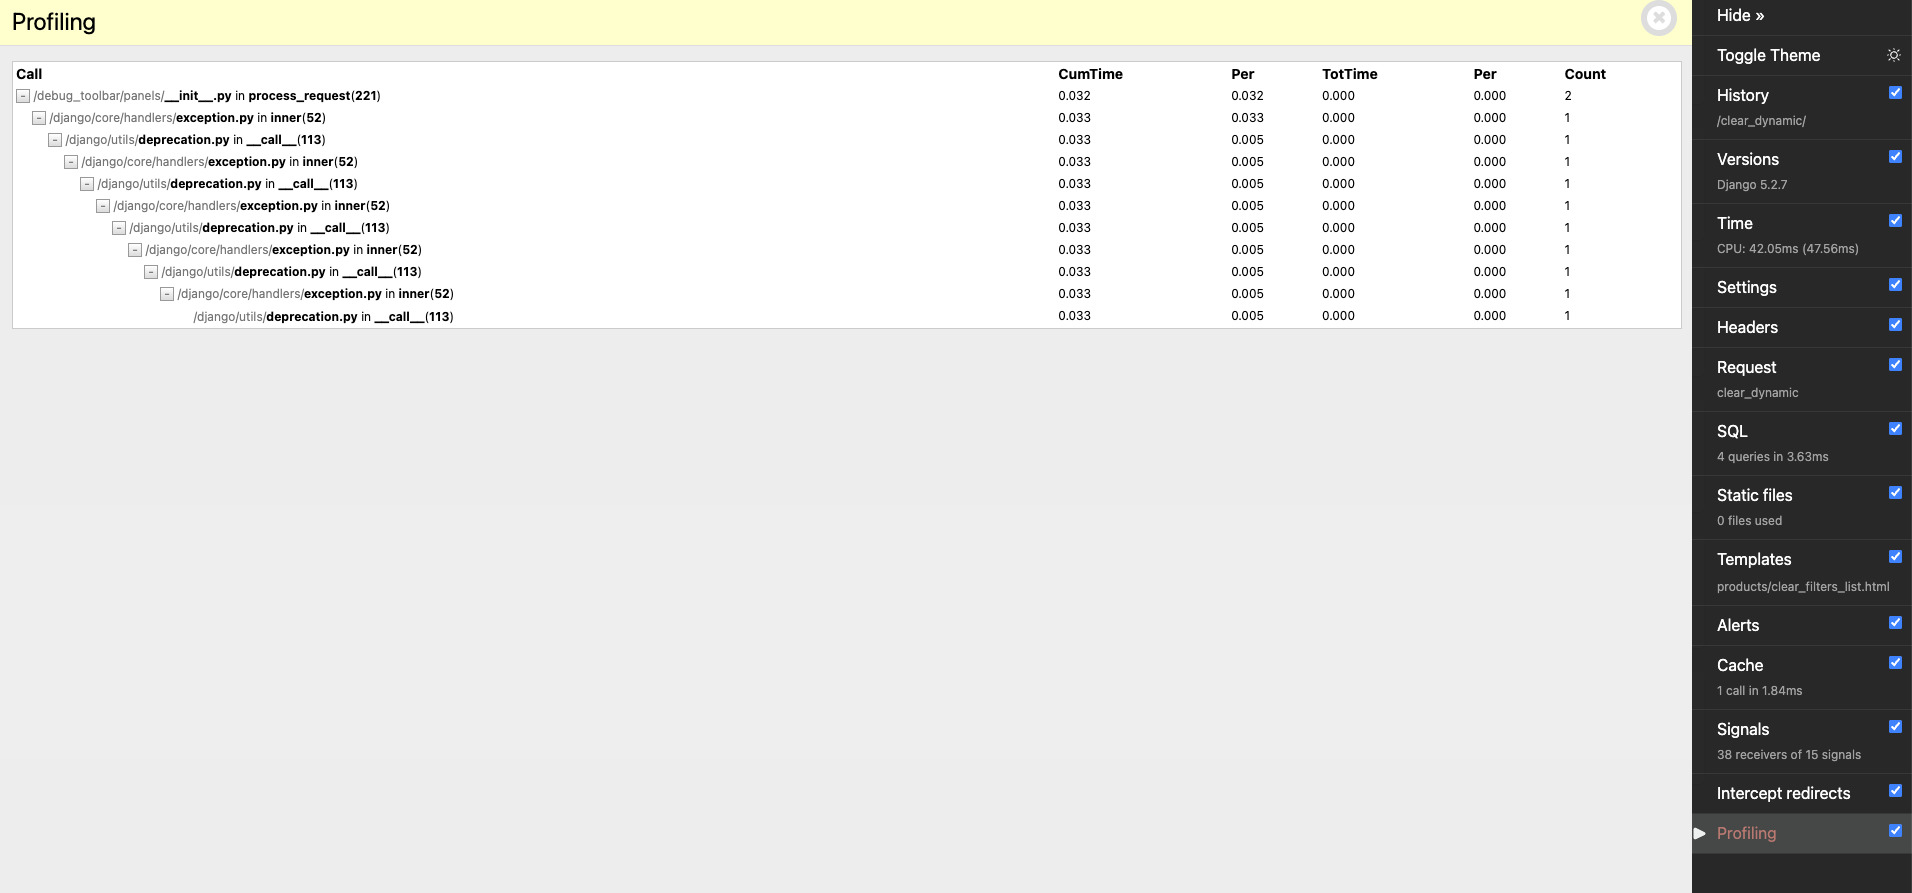 Profiling
Call CumTime Per TotTime Per Count
- /debug_toolbar/panels/__init__.py in process_request(221) 0.032 0.032 0.000 0.000 2
- /django/core/handlers/exception.py in inner(52) 0.033 0.033 0.000 0.000 1
- /django/utils/deprecation.py in __call__(113) 0.033 0.005 0.000 0.000 1
- /django/core/handlers/exception.py in inner(52) 0.033 0.005 0.000 0.000 1
- /django/utils/deprecation.py in __call__(113) 0.033 0.005 0.000 0.000 1
- /django/core/handlers/exception.py in inner(52) 0.033 0.005 0.000 0.000 1
- /django/utils/deprecation.py in __call__(113) 0.033 0.005 0.000 0.000 1
- /django/core/handlers/exception.py in inner(52) 0.033 0.005 0.000 0.000 1
- /django/utils/deprecation.py in __call__(113) 0.033 0.005 0.000 0.000 1
- /django/core/handlers/exception.py in inner(52) 0.033 0.005 0.000 0.000 1
/django/utils/deprecation.py in __call__(113) 0.033 0.005 0.000 0.000 1
Hide »
Toggle Theme
History
/clear_dynamic/
Versions
Django 5.2.7
Time
CPU: 42.05ms (47.56ms)
Settings
Headers
Request
clear_dynamic
SQL
4 queries in 3.63ms
Static files
0 files used
Templates
products/clear_filters_list.html
Alerts
Cache
1 call in 1.84ms
Signals
38 receivers of 15 signals
Intercept redirects
Profiling